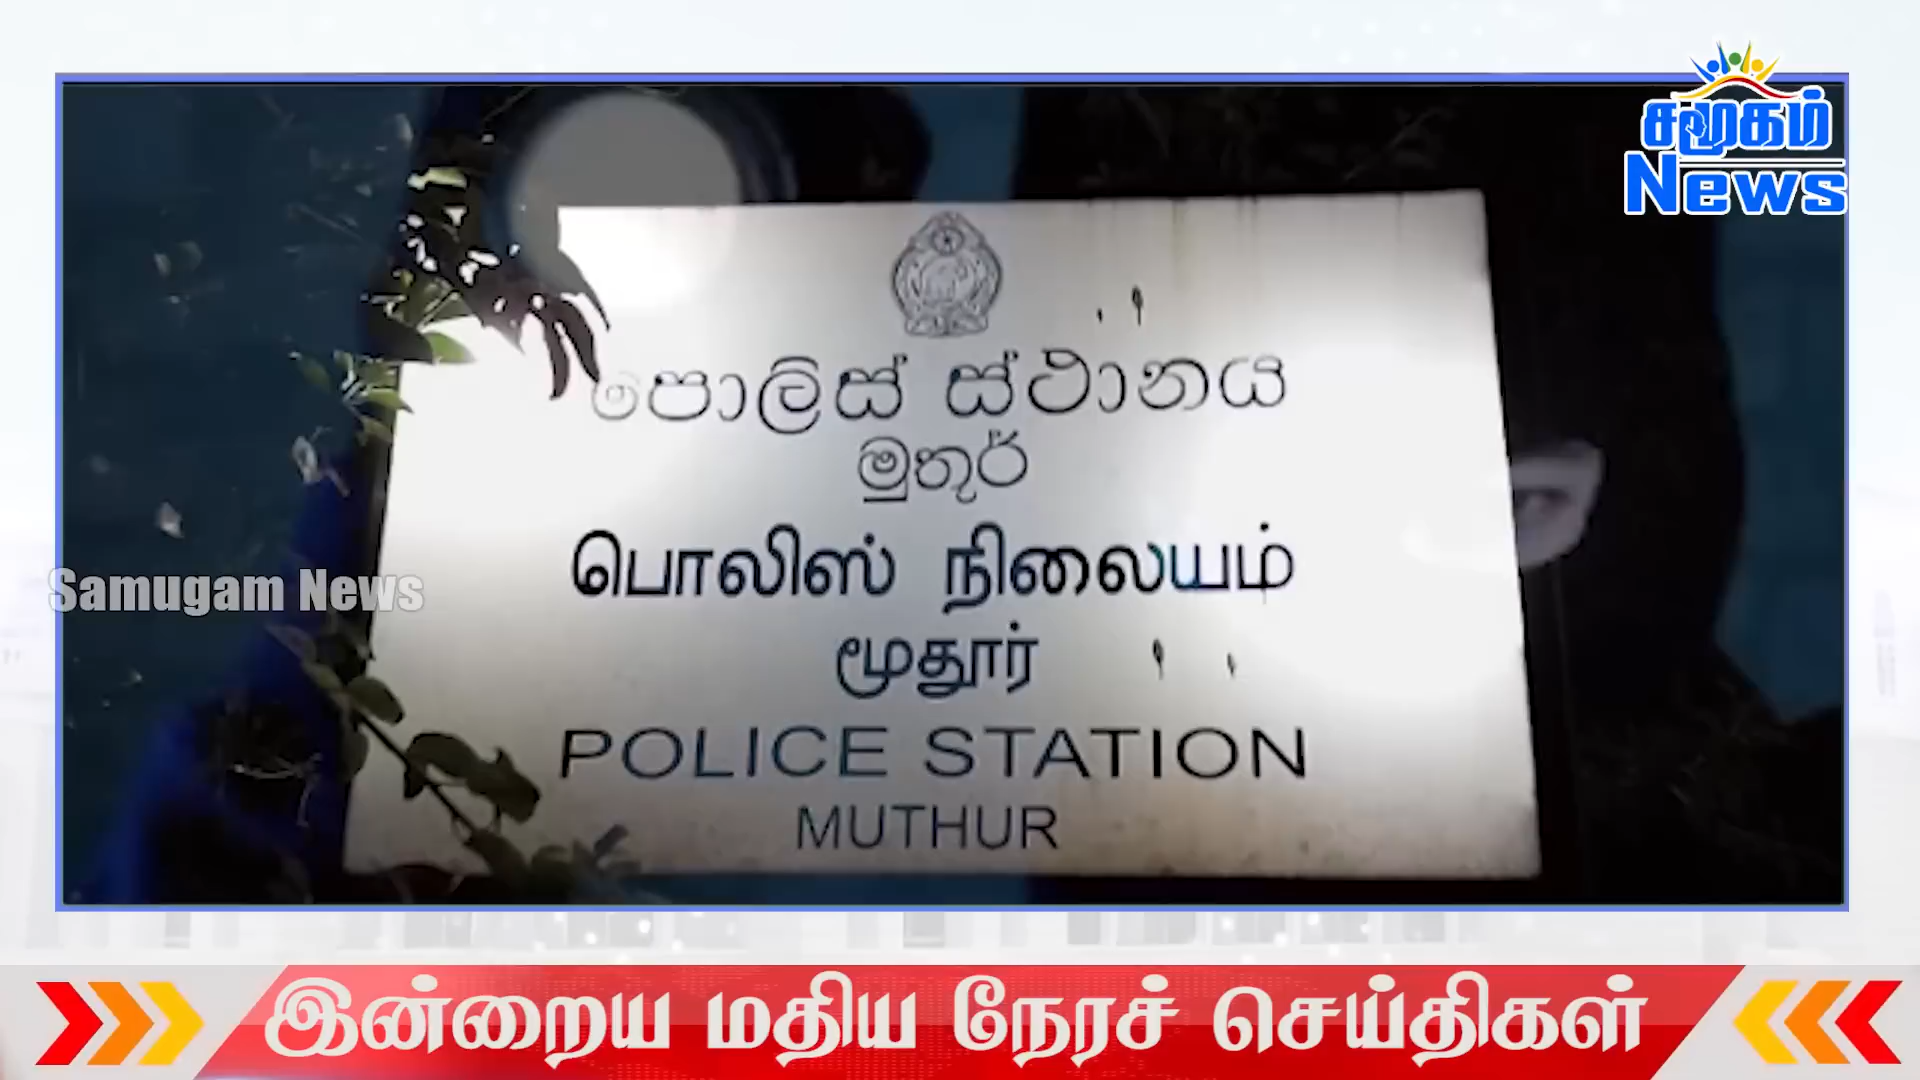 சமூகம்
News
පොලිස් ස්ථානය
මුතූර්
பொலிஸ் நிலையம்
மூதூர்
Samugam News
POLICE STATION
MUTHUR
இன்றைய மதிய நேரச் செய்திகள்